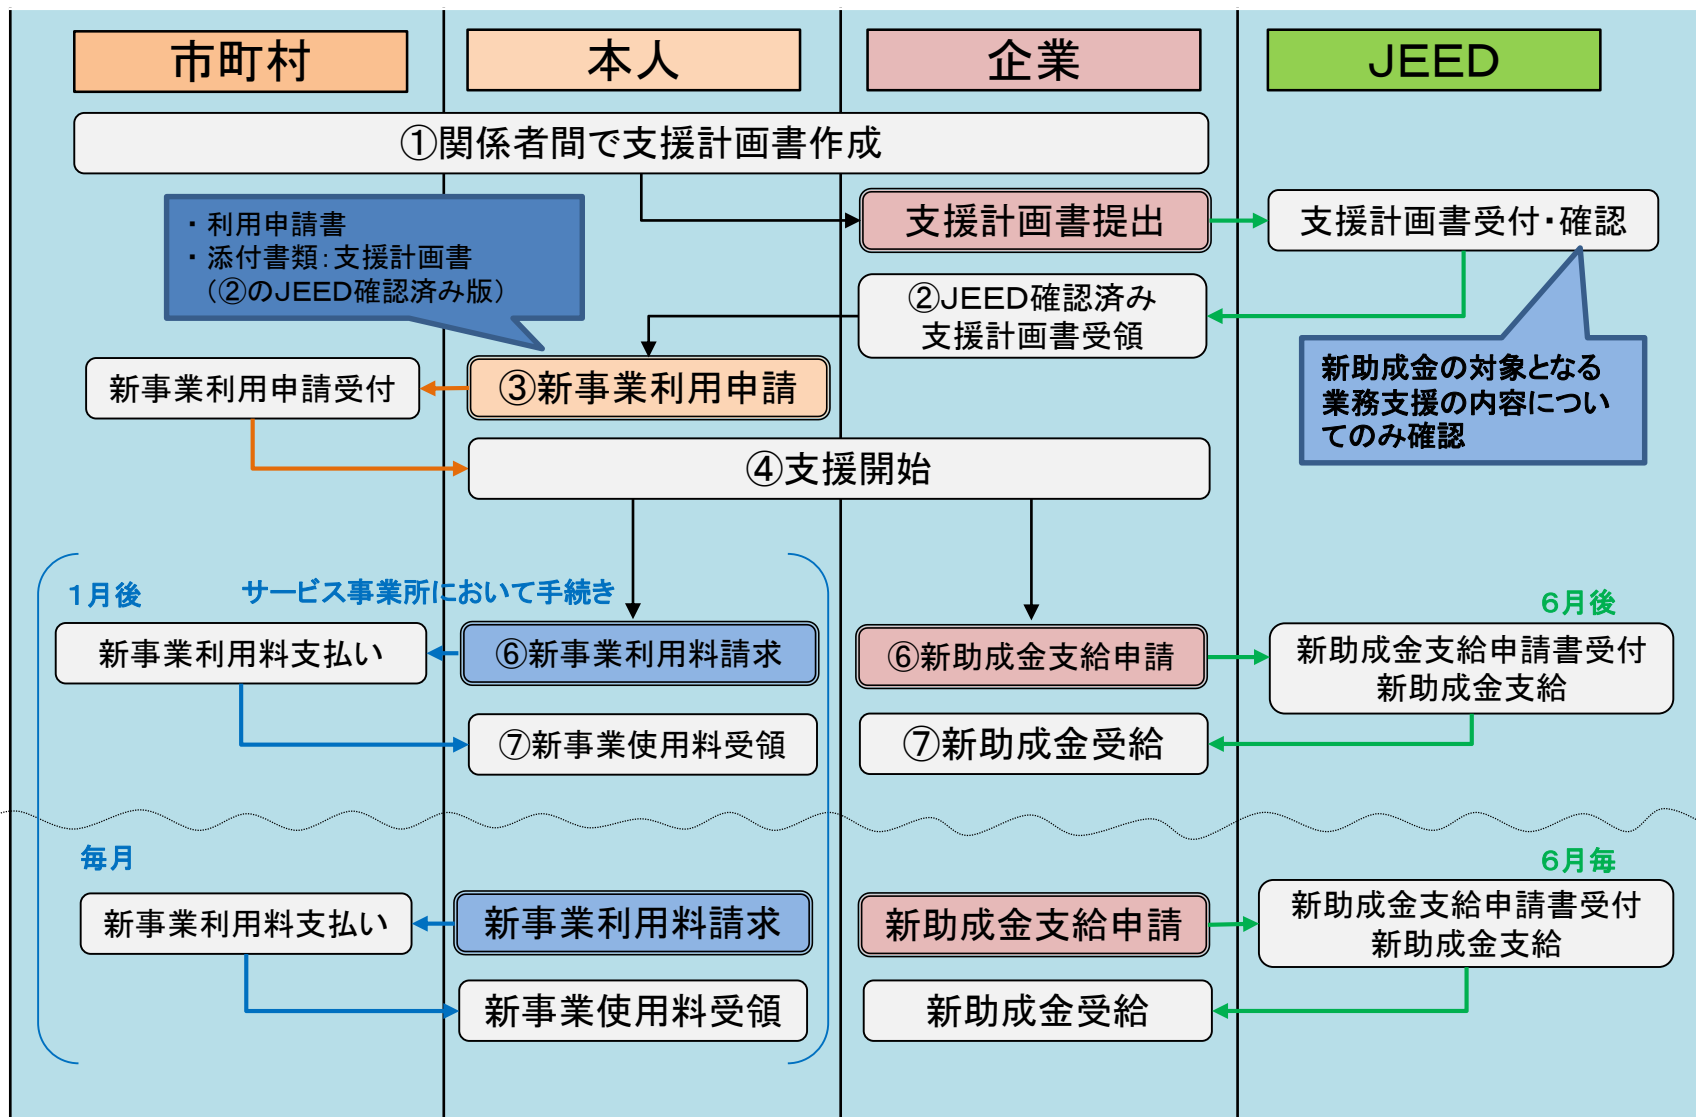 市町村
本人
企業
JEED
①関係者間で支援計画書作成
・利用申請書
・添付書類：支援計画書
（②のJEED確認済み版）
支援計画書提出
支援計画書受付・確認
②JEED確認済み
支援計画書受領
新助成金の対象となる
業務支援の内容につい
てのみ確認
新事業利用申請受付
③新事業利用申請
④支援開始
1月後
サービス事業所において手続き
6月後
新事業利用料支払い
⑥新事業利用料請求
⑥新助成金支給申請
新助成金支給申請書受付
新助成金支給
⑦新事業使用料受領
⑦新助成金受給
毎月
6月毎
新事業利用料支払い
新事業利用料請求
新助成金支給申請
新助成金支給申請書受付
新助成金支給
新事業使用料受領
新助成金受給